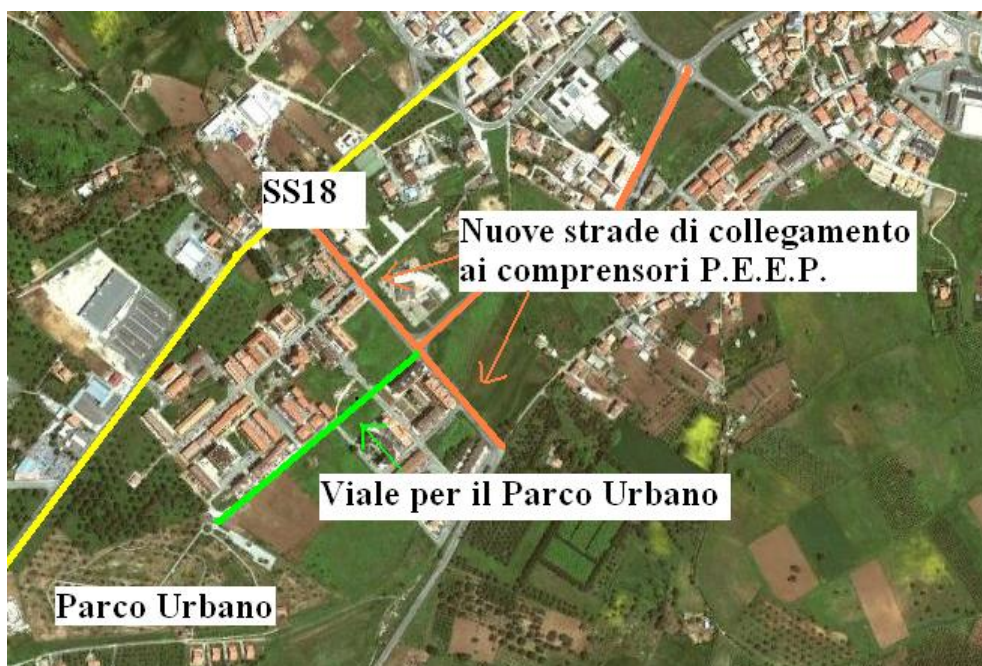 SS18
Nuove strade di collegamento
ai comprensori P.E.E.P.
Viale per il Parco Urbano
Parco Urbano